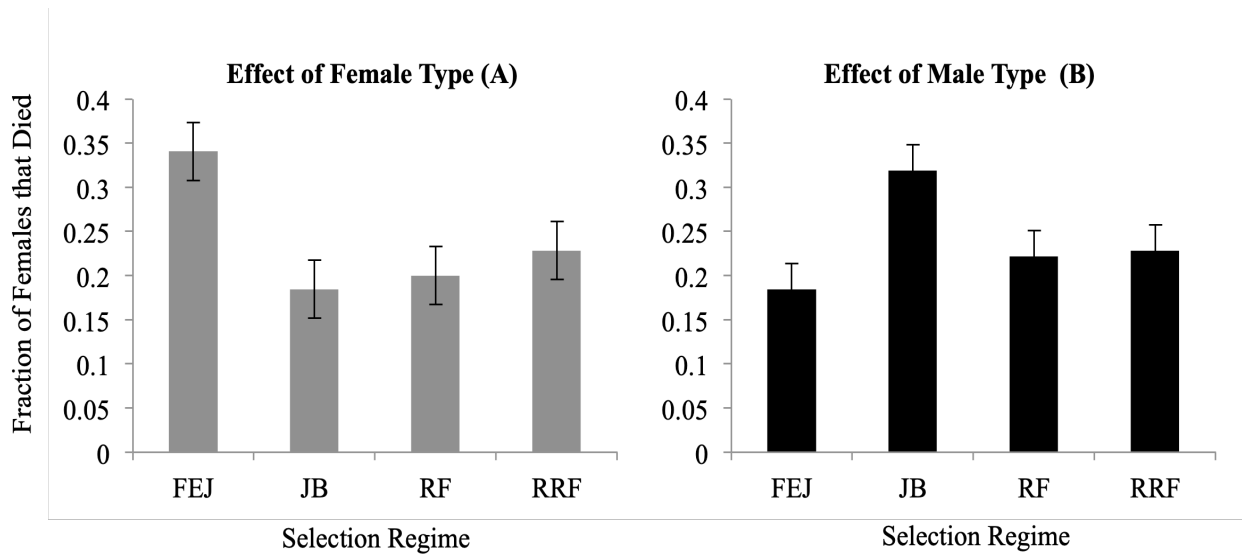 Effect of Female Type (A)
Fraction of Females that Died
0.4
0.35
0.3
0.25
0.2
0.15
0.1
0.05
0
FEJ JB RF RRF
Selection Regime
Effect of Male Type (B)
0.4
0.35
0.3
0.25
0.2
0.15
0.1
0.05
0
FEJ JB RF RRF
Selection Regime